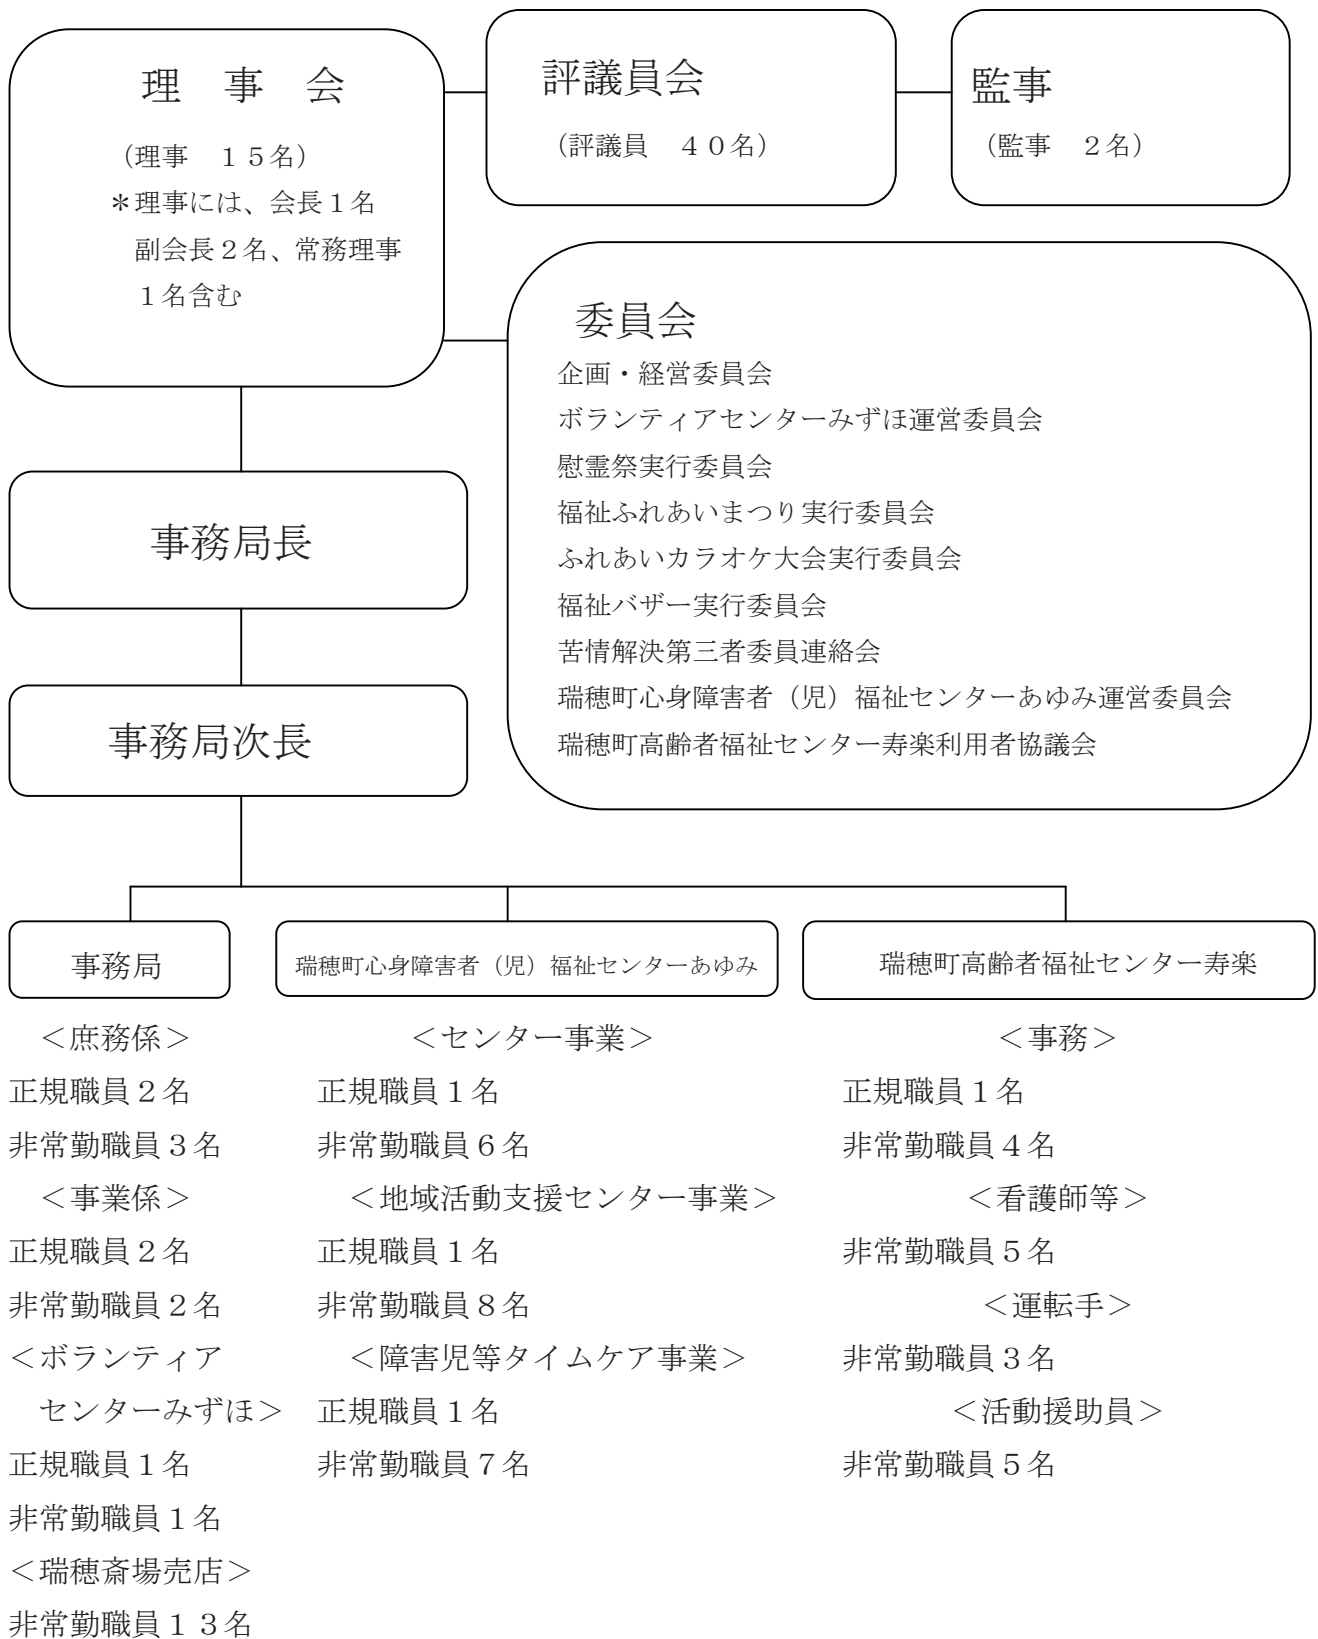 理　事　会
（理事　１５名）
＊理事には、会長１名
副会長２名、常務理事
１名含む
評議員会
（評議員　４０名）
監事
（監事　２名）
委員会
企画・経営委員会
ボランティアセンターみずほ運営委員会
慰霊祭実行委員会
福祉ふれあいまつり実行委員会
ふれあいカラオケ大会実行委員会
福祉バザー実行委員会
苦情解決第三者委員連絡会
瑞穂町心身障害者（児）福祉センターあゆみ運営委員会
瑞穂町高齢者福祉センター寿楽利用者協議会
事務局長
事務局次長
事務局
＜庶務係＞
正規職員２名
非常勤職員３名
＜事業係＞
正規職員２名
非常勤職員２名
＜ボランティア
センターみずほ＞
正規職員１名
非常勤職員１名
＜瑞穂斎場売店＞
非常勤職員１３名
瑞穂町心身障害者（児）福祉センターあゆみ
＜センター事業＞
正規職員１名
非常勤職員６名
＜地域活動支援センター事業＞
正規職員１名
非常勤職員８名
＜障害児等タイムケア事業＞
正規職員１名
非常勤職員７名
瑞穂町高齢者福祉センター寿楽
＜事務＞
正規職員１名
非常勤職員４名
＜看護師等＞
非常勤職員５名
＜運転手＞
非常勤職員３名
＜活動援助員＞
非常勤職員５名